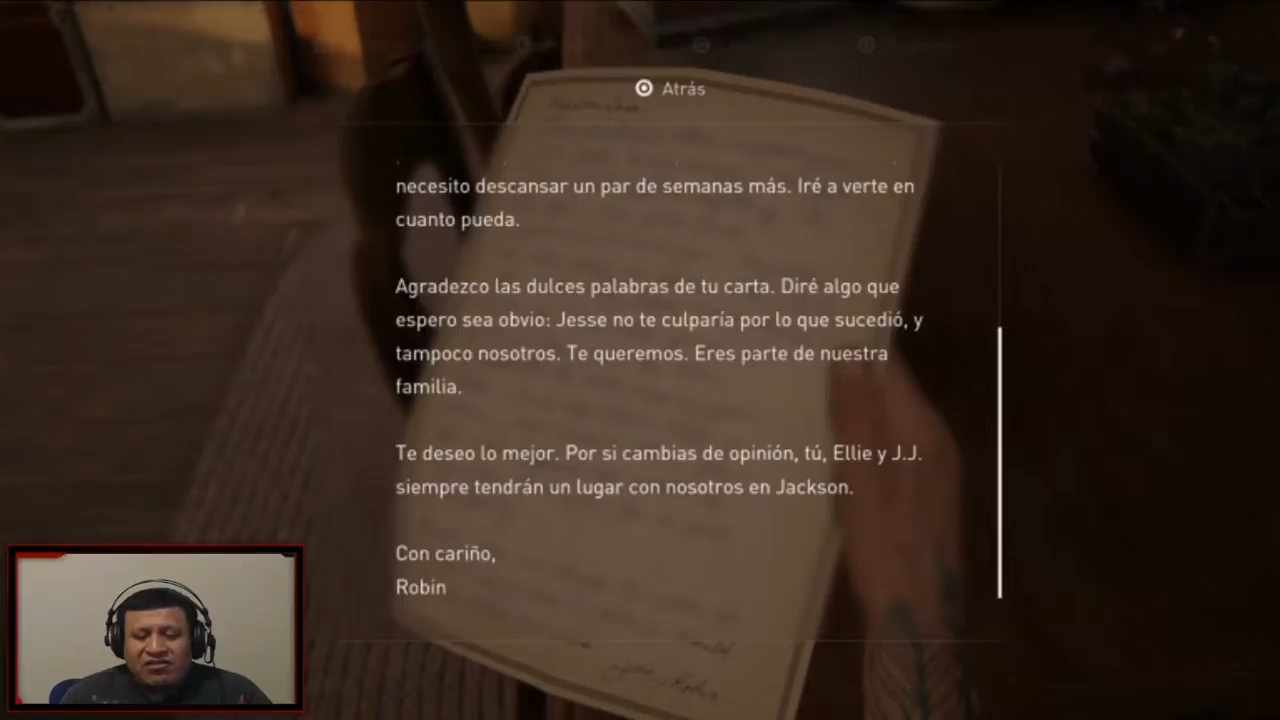 Atrás
necesito descansar un par de semanas más. Iré a verte en
cuanto pueda.
Agradezco las dulces palabras de tu carta. Diré algo que
espero sea obvio: Jesse no te culparía por lo que sucedió, y
tampoco nosotros. Te queremos. Eres parte de nuestra
familia.
Te deseo lo mejor. Por si cambias de opinión, tú, Ellie y J.J.
siempre tendrán un lugar con nosotros en Jackson.
Con cariño,
Robin